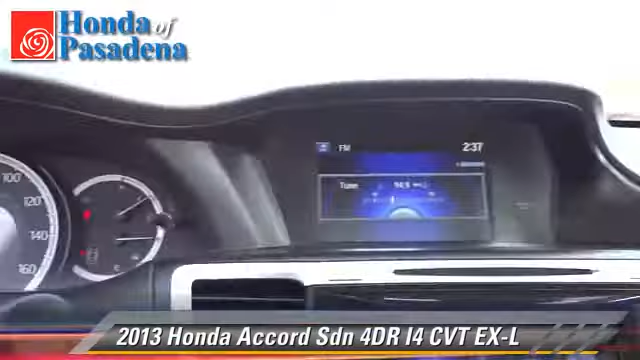 Honda of
Pasadena
FM
2:37
Tune
100
120
140
160
2013 Honda Accord Sdn 4DR I4 CVT EX-L